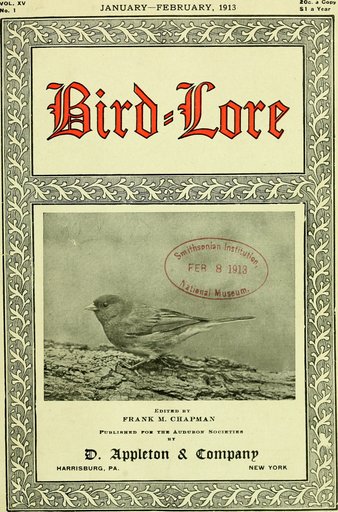 VOL. XV
No. 1
JANUARY—FEBRUARY, 1913
20c. a Copy
$1 a Year
Bird=Lore
Smithsonian Institution,
FEB 8 1913
National Museum.
EDITED BY
FRANK M. CHAPMAN
PUBLISHED FOR THE AUDUBON SOCIETIES
BY
D. Appleton & Company
HARRISBURG, PA.
NEW YORK